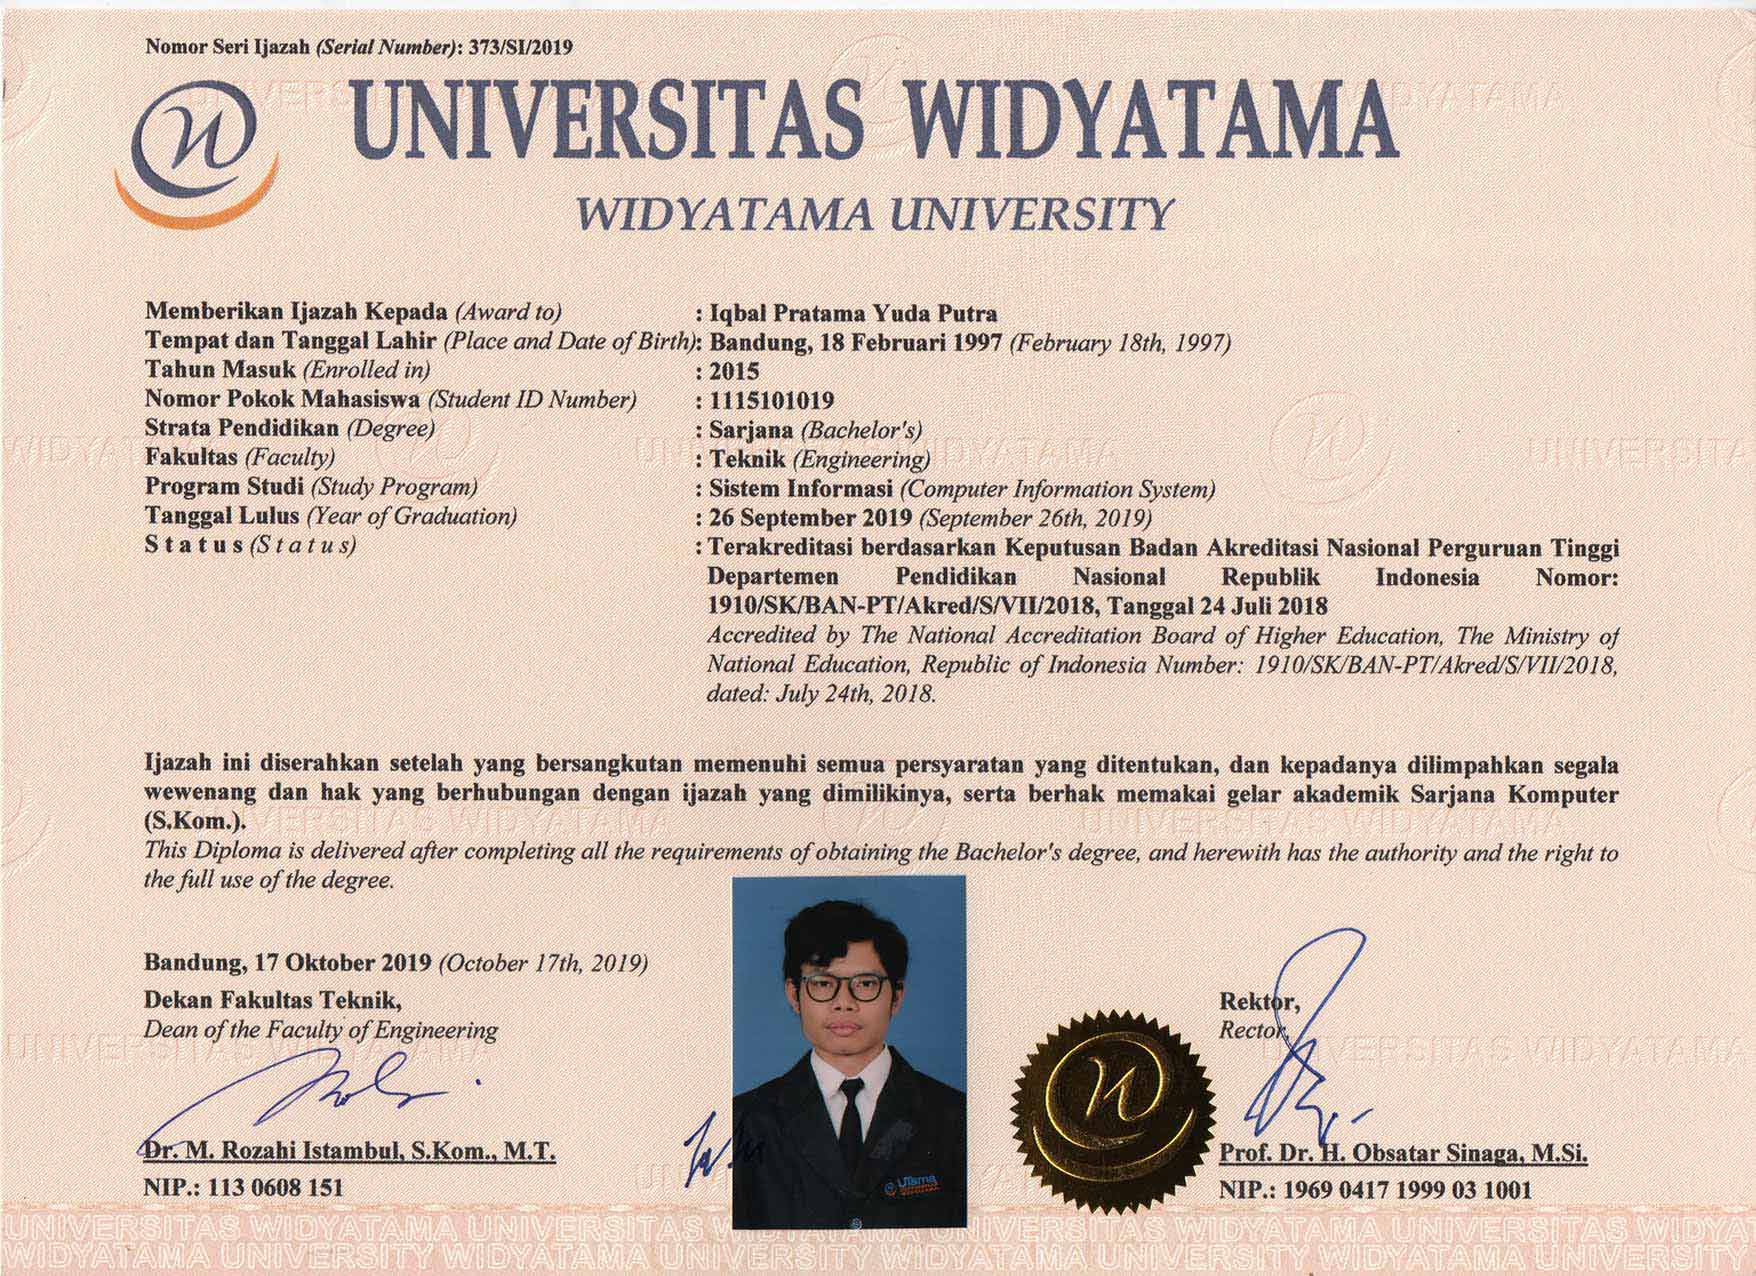 Nomor Seri Ijazah (Serial Number): 373/SI/2019
UNIVERSITAS WIDYATAMA
WIDYATAMA UNIVERSITY
Memberikan Ijazah Kepada (Award to) : Iqbal Pratama Yuda Putra
Tempat dan Tanggal Lahir (Place and Date of Birth): Bandung, 18 Februari 1997 (February 18th, 1997)
Tahun Masuk (Enrolled in) : 2015
Nomor Pokok Mahasiswa (Student ID Number) : 1115101019
Strata Pendidikan (Degree) : Sarjana (Bachelor's)
Fakultas (Faculty) : Teknik (Engineering)
Program Studi (Study Program) : Sistem Informasi (Computer Information System)
Tanggal Lulus (Year of Graduation) : 26 September 2019 (September 26th, 2019)
Status (Status) : Terakreditasi berdasarkan Keputusan Badan Akreditasi Nasional Perguruan Tinggi
Departemen Pendidikan Nasional Republik Indonesia Nomor:
1910/SK/BAN-PT/Akred/S/VII/2018, Tanggal 24 Juli 2018
Accredited by The National Accreditation Board of Higher Education, The Ministry of
National Education, Republic of Indonesia Number: 1910/SK/BAN-PT/Akred/S/VII/2018,
dated: July 24th, 2018.
Ijazah ini diserahkan setelah yang bersangkutan memenuhi semua persyaratan yang ditentukan, dan kepadanya dilimpahkan segala
wewenang dan hak yang berhubungan dengan ijazah yang dimilikinya, serta berhak memakai gelar akademik Sarjana Komputer
(S.Kom.).
This Diploma is delivered after completing all the requirements of obtaining the Bachelor's degree, and herewith has the authority and the right to
the full use of the degree.
Bandung, 17 Oktober 2019 (October 17th, 2019)
Dekan Fakultas Teknik,
Dean of the Faculty of Engineering
Dr. M. Rozahi Istambul, S.Kom., M.T.
NIP.: 113 0608 151
Utama
Rektor,
Rector,
Prof. Dr. H. Obsatar Sinaga, M.Si.
NIP.: 1969 0417 1999 03 1001
UNIVERSITAS WIDYATAMA UNIVERSITAS WIDYATAMA UNIVERSITAS WIDYATAMA UNIVERSITAS WIDYATA
WIDYATAMA UNIVERSITY WIDYATAMA UNIVERSITY WIDYATAMA UNIVERSITY WIDYATAMA UNIVERSITY